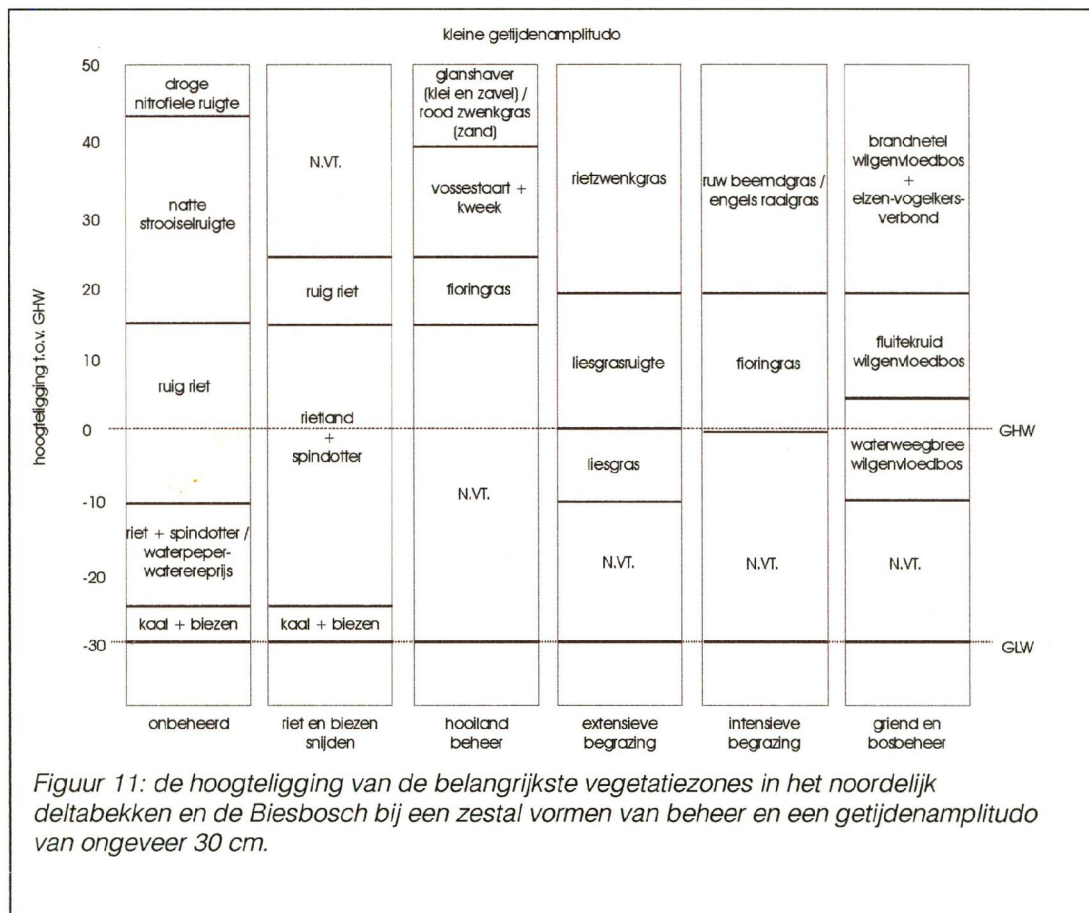 kleine getijdenamplitudo
hoogteligging t.o.v. GHW
50
40
30
20
10
0
-10
-20
-30
droge
nitrofiele ruigte
natte
strooiselruigte
ruig riet
riet + spindotter /
waterpeper-
waterereprijs
kaal + biezen
onbeheerd
N.VT.
ruig riet
rietland
+
spindotter
kaal + biezen
riet en biezen
snijden
glanshaver
(klei en zavel) /
rood zwenkgras
(zand)
vossestaart +
kweek
fioringras
N.VT.
hooiland
beheer
rietzwenkgras
liesgrasruigte
liesgras
N.VT.
extensieve
begrazing
ruw beemdgras /
engels raaigras
fioringras
N.VT.
intensieve
begrazing
brandnetel
wilgenvloedbos
+
elzen-vogelkers-
verbond
fluitekruid
wilgenvloedbos
waterweegbree
wilgenvloedbos
N.VT.
griend en
bosbeheer
GHW
GLW
Figuur 11: de hoogteligging van de belangrijkste vegetatiezones in het noordelijk
deltabekken en de Biesbosch bij een zestal vormen van beheer en een getijdenamplitudo
van ongeveer 30 cm.